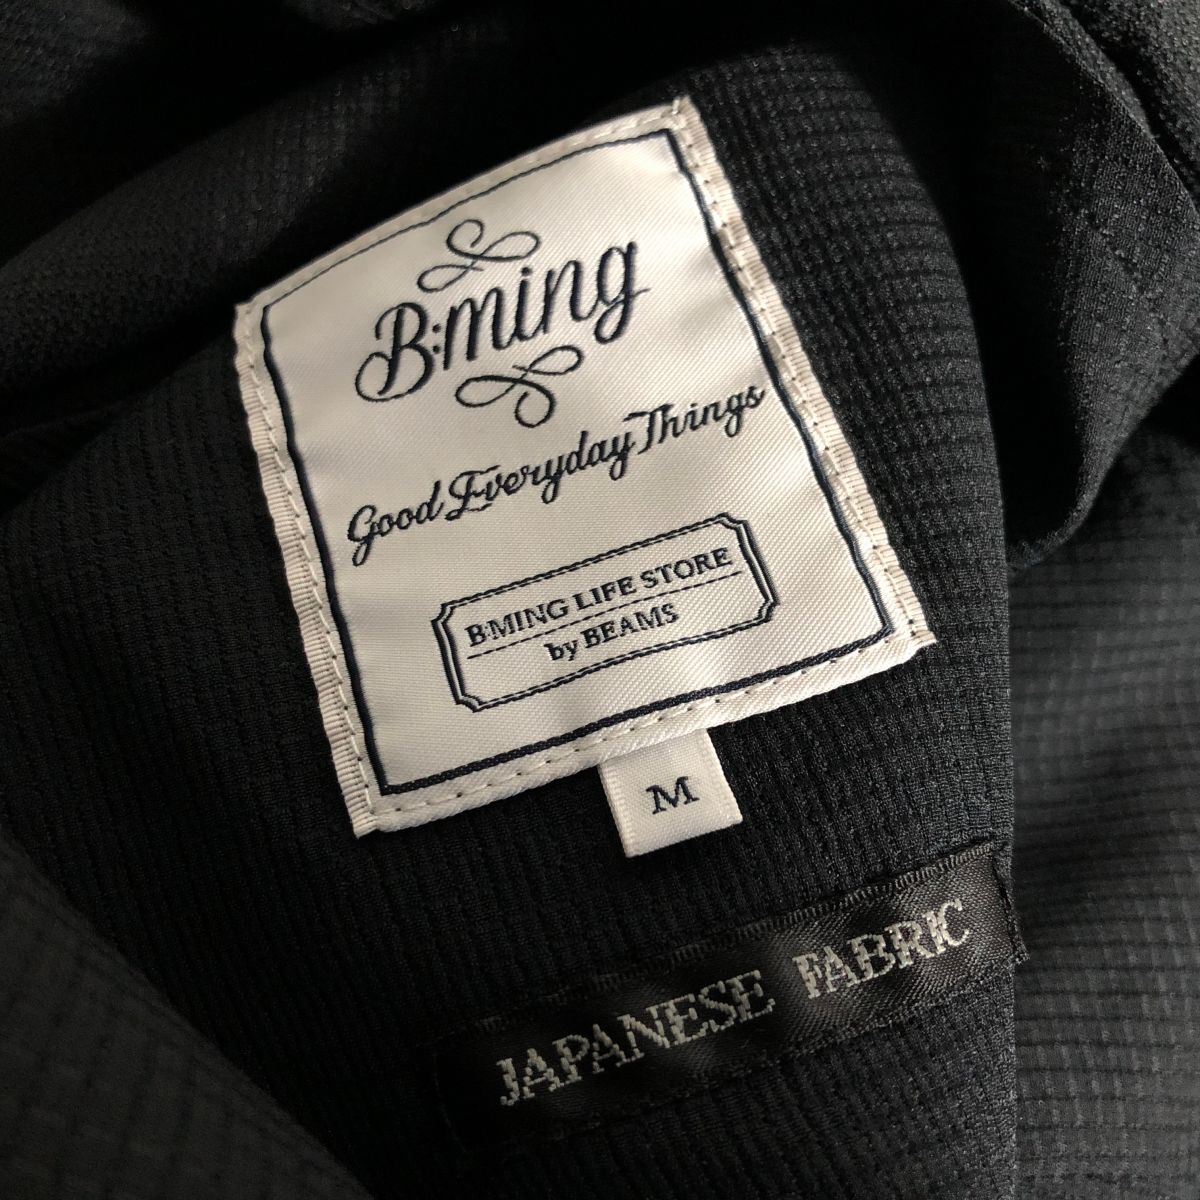 B:ming
Good Everyday Things
B:MING LIFE STORE
by BEAMS
M
JAPANESE FABRIC